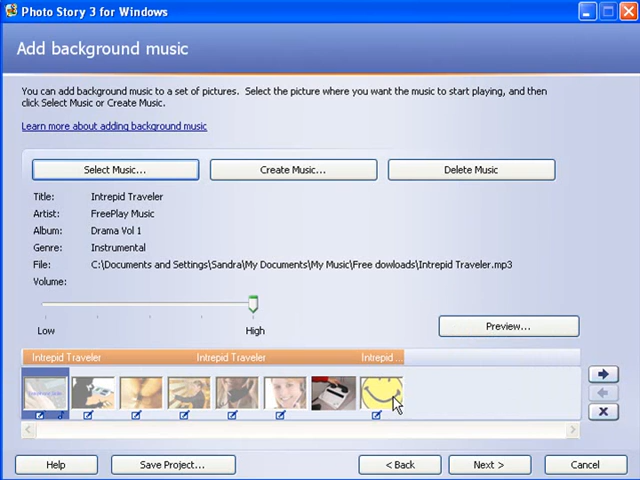 Photo Story 3 for Windows
Add background music
You can add background music to a set of pictures. Select the picture where you want the music to start playing, and then
click Select Music or Create Music.
Learn more about adding background music
Select Music... Create Music... Delete Music
Title: Intrepid Traveler
Artist: FreePlay Music
Album: Drama Vol 1
Genre: Instrumental
File: C:\Documents and Settings\Sandra\My Documents\My Music\Free dowloads\Intrepid Traveler.mp3
Volume:
Low High
Preview...
Intrepid Traveler Intrepid Traveler Intrepid ...
Help Save Project... < Back Next > Cancel